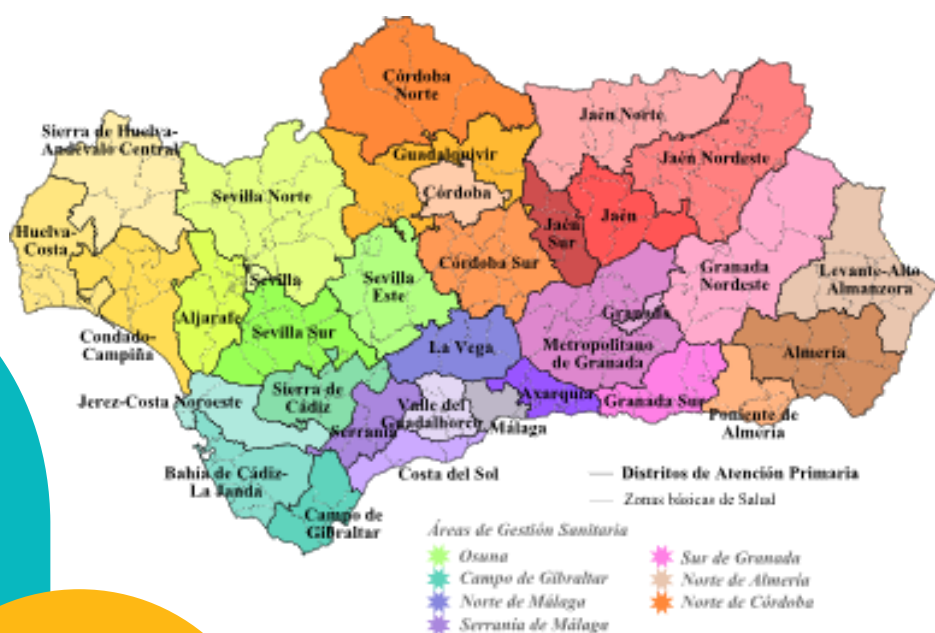 Córdoba
Norte
Jaén Norte
Sierra de Huelva-
Andévalo Central
Guadalquivir
Jaén Nordeste
Sevilla Norte
Córdoba
Huelva-
Costa
Jaén
Sur
Jaén
Sevilla
Sevilla
Este
Córdoba Sur
Granada
Nordeste
Levante-Alto
Almanzora
Aljarafe
Sevilla Sur
Granada
Condado-
Campiña
La Vega
Metropolitano
de Granada
Almería
Jerez-Costa Noroeste
Sierra de
Cádiz
Serranía
Valle del
Guadalhorce
Málaga
Axarquía
Granada Sur
Poniente de
Almería
Bahía de Cádiz-
La Janda
Costa del Sol
Campo de
Gibraltar
Distritos de Atención Primaria
Zonas básicas de Salud
Áreas de Gestión Sanitaria
Osuna
Campo de Gibraltar
Norte de Málaga
Serranía de Málaga
Sur de Granada
Norte de Almería
Norte de Córdoba